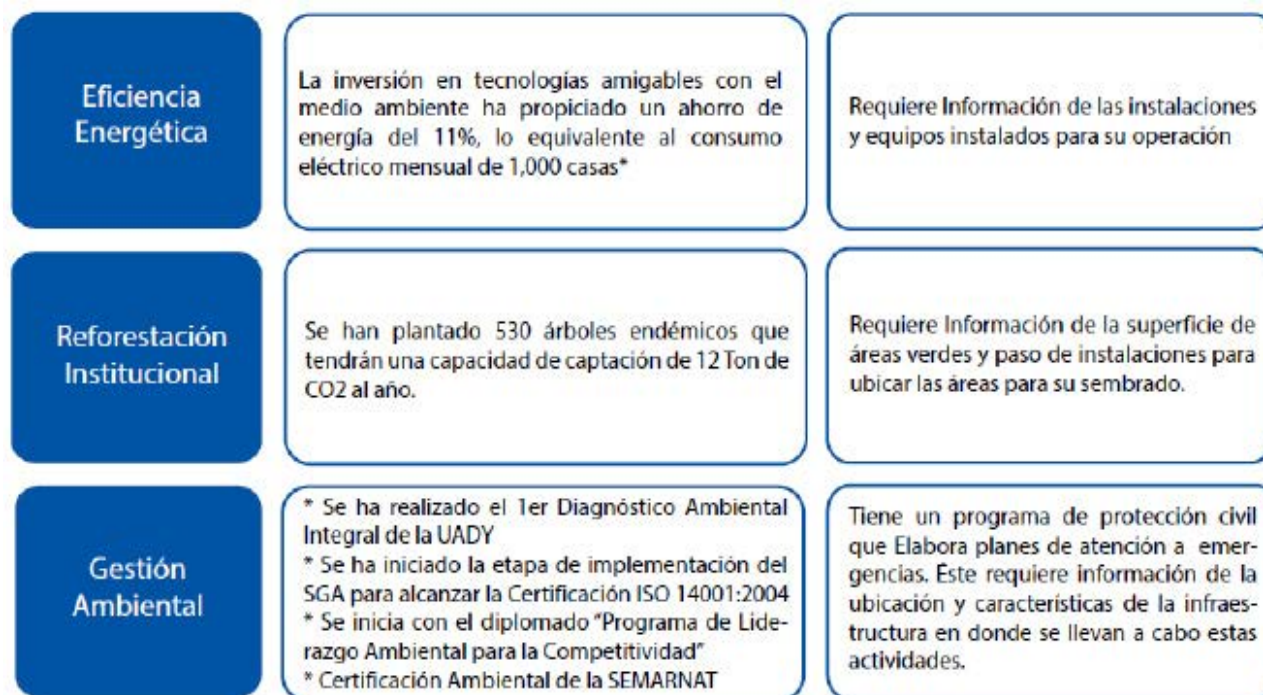 Eficiencia
Energética
La inversión en tecnologías amigables con el
medio ambiente ha propiciado un ahorro de
energía del 11%, lo equivalente al consumo
eléctrico mensual de 1,000 casas*
Requiere Información de las instalaciones
y equipos instalados para su operación
Reforestación
Institucional
Se han plantado 530 árboles endémicos que
tendrán una capacidad de captación de 12 Ton de
CO2 al año.
Requiere Información de la superficie de
áreas verdes y paso de instalaciones para
ubicar las áreas para su sembrado.
Gestión
Ambiental
* Se ha realizado el 1er Diagnóstico Ambiental
Integral de la UADY
* Se ha iniciado la etapa de implementación del
SGA para alcanzar la Certificación ISO 14001:2004
* Se inicia con el diplomado “Programa de Lide-
razgo Ambiental para la Competitividad”
* Certificación Ambiental de la SEMARNAT
Tiene un programa de protección civil
que Elabora planes de atención a emer-
gencias. Éste requiere información de la
ubicación y características de la infraes-
tructura en donde se llevan a cabo estas
actividades.